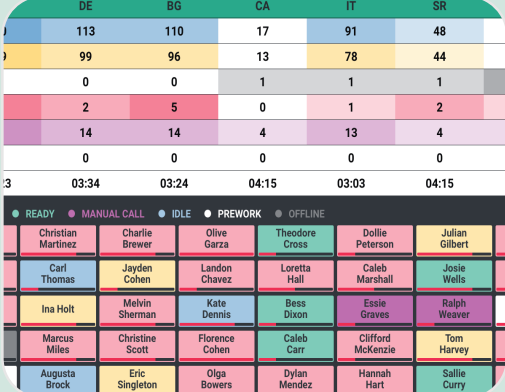 DE BG CA IT SR
113 110 17 91 48
99 96 13 78 44
0 0 1 1 1
2 5 0 1 2
14 14 4 13 4
0 0 0 0 0
03:34 03:24 04:15 03:03 04:15
READY MANUAL CALL IDLE PREWORK OFFLINE
Christian Charlie Olive Theodore Dollie Julian
Martinez Brewer Garza Cross Peterson Gilbert
Carl Jayden Landon Loretta Caleb Josie
Thomas Cohen Chavez Hall Marshall Wells
Ina Holt Melvin Kate Bess Essie Ralph
Sherman Dennis Dixon Graves Weaver
Marcus Christine Florence Caleb Clifford Tom
Miles Scott Cohen Carr McKenzie Harvey
Augusta Eric Olga Dylan Hannah Sallie
Brock Singleton Bowers Mendez Hart Curry